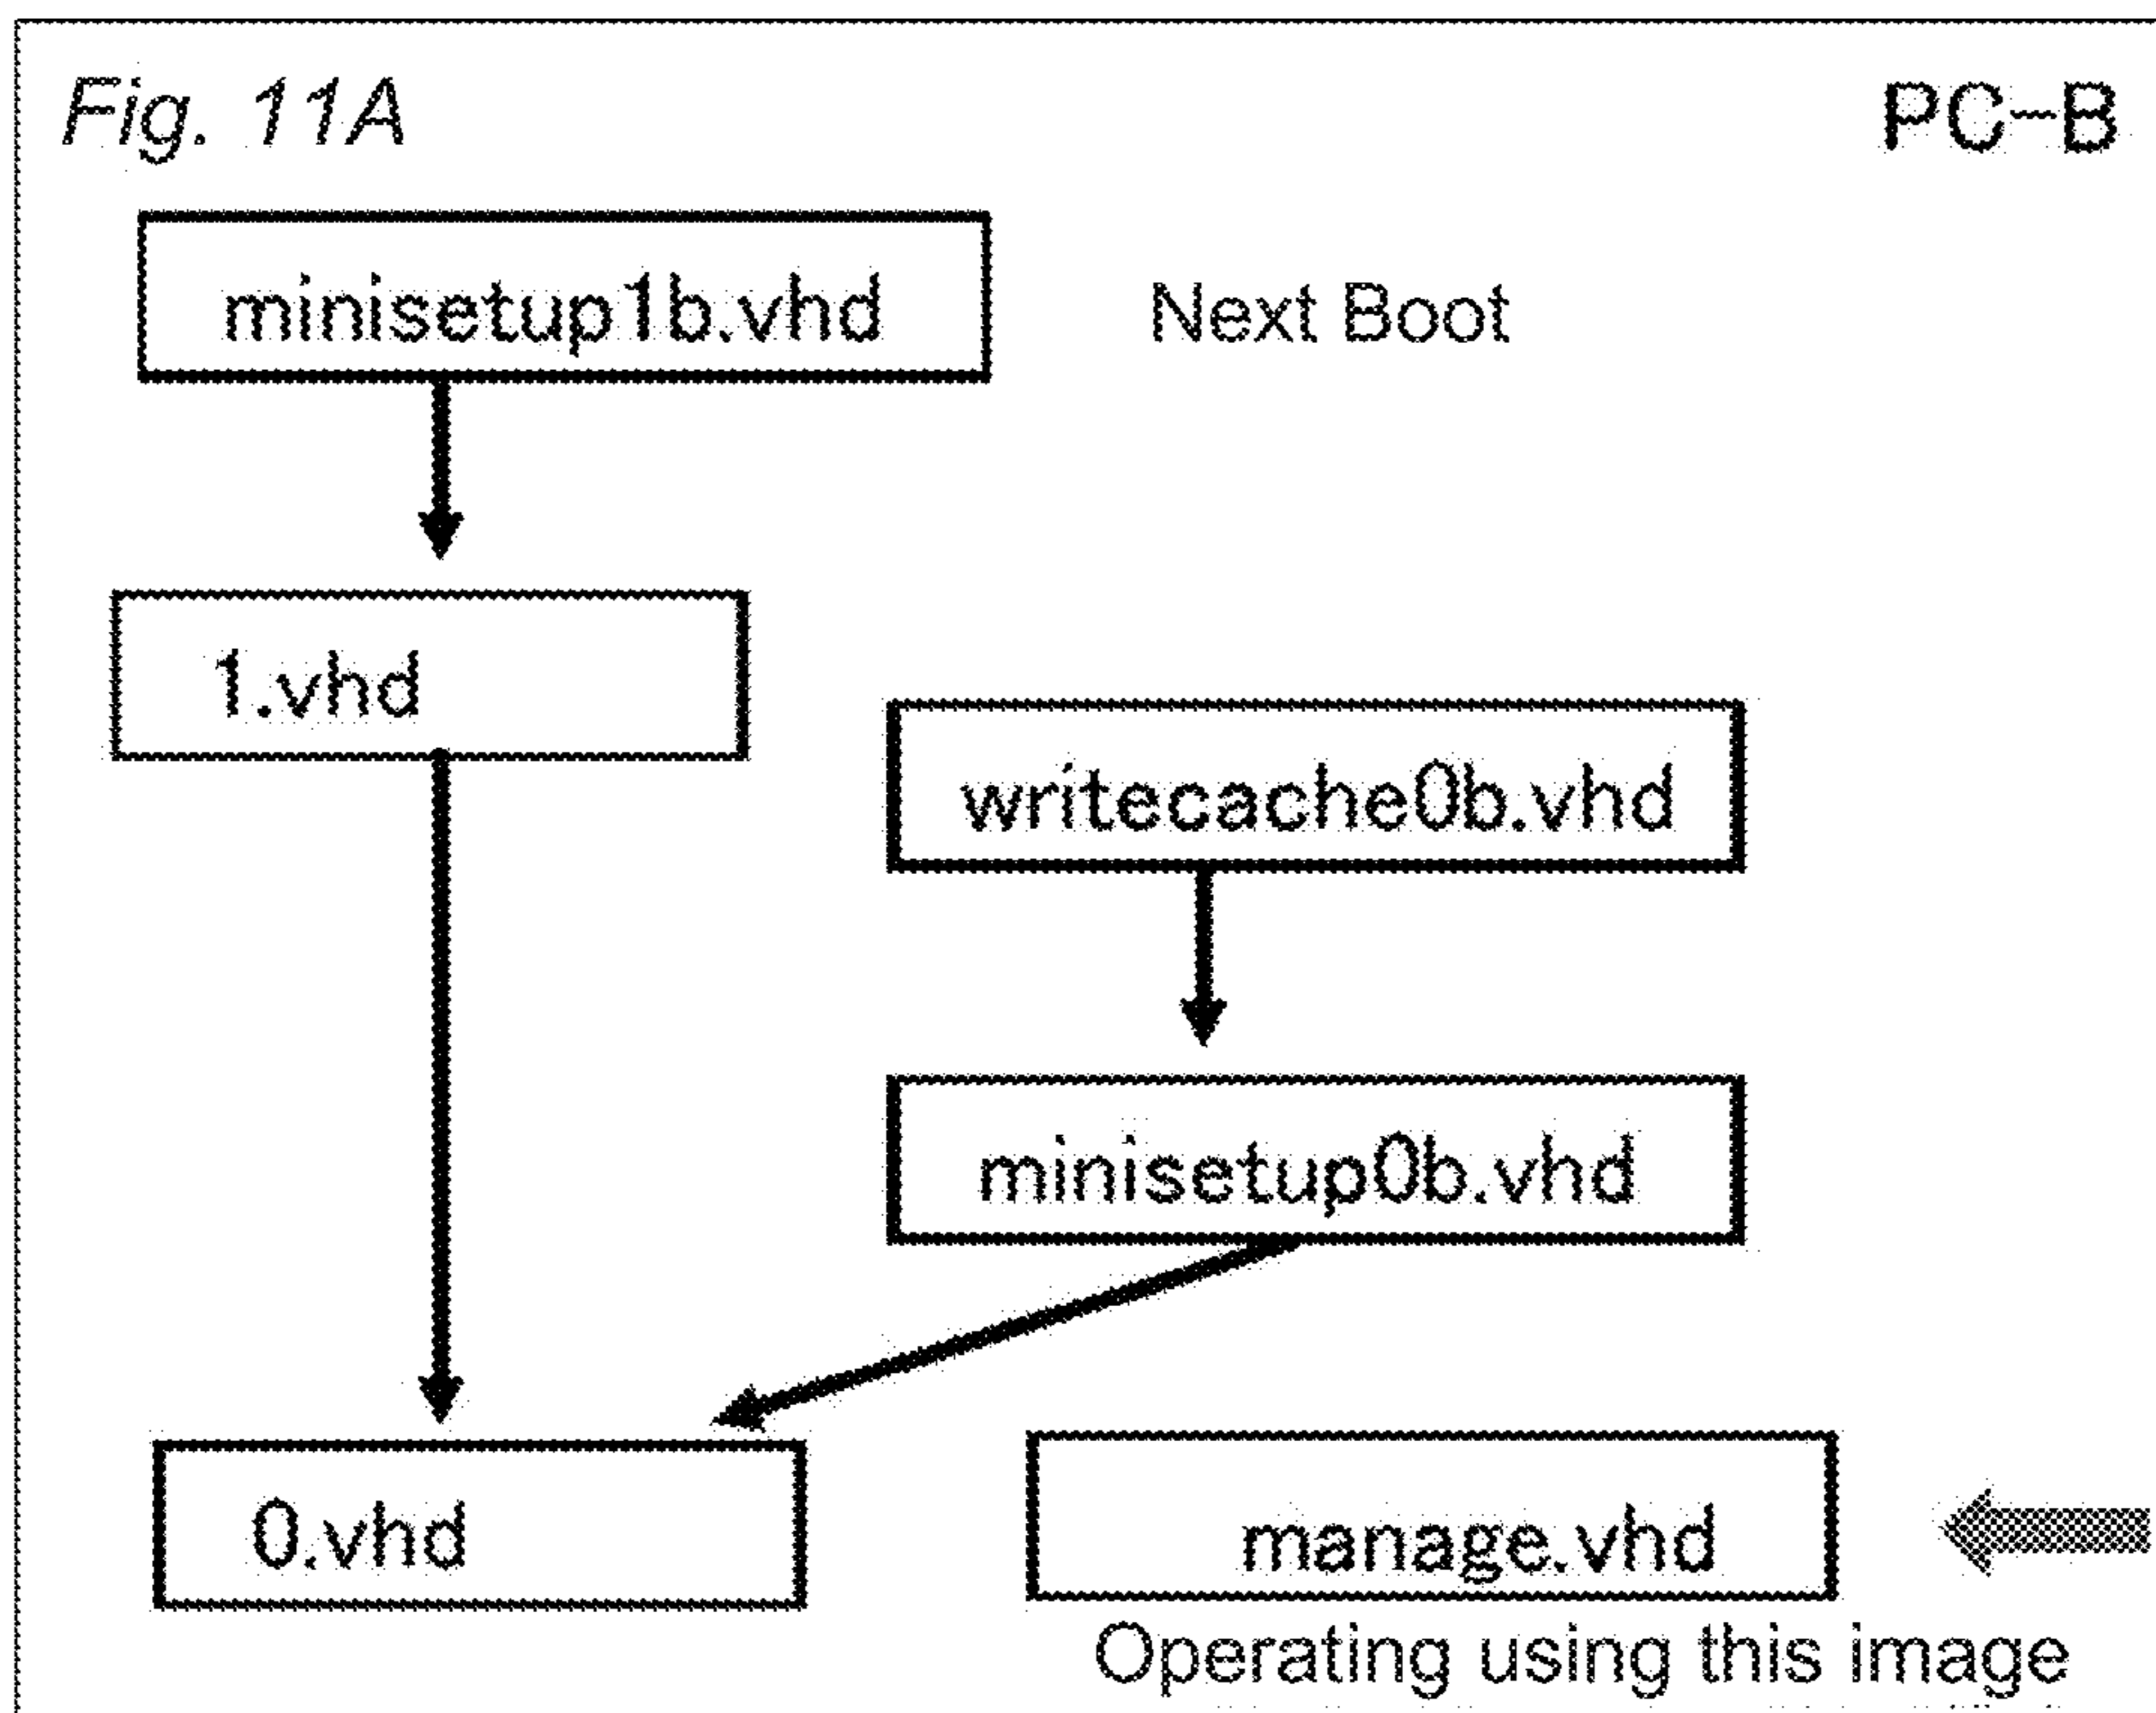 Fig. 11A
PC-B
minisetup1b.vhd
Next Boot
1.vhd
writecache0b.vhd
minisetup0b.vhd
0.vhd
manage.vhd
Operating using this image